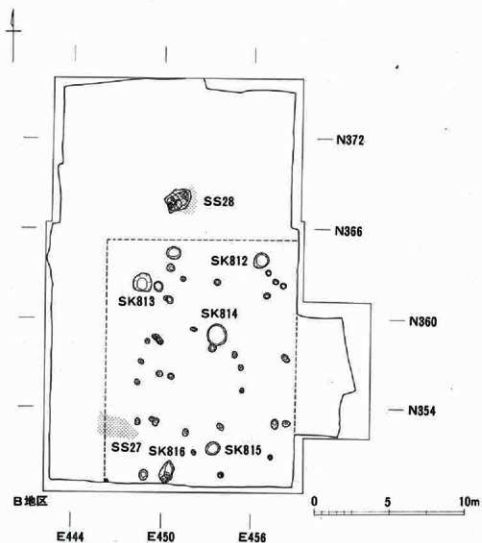 N372
SS28
N366
SK812
SK813
SK814
N360
N354
SS27 SK816 SK815
B地区
0 5 10m
E444 E450 E456